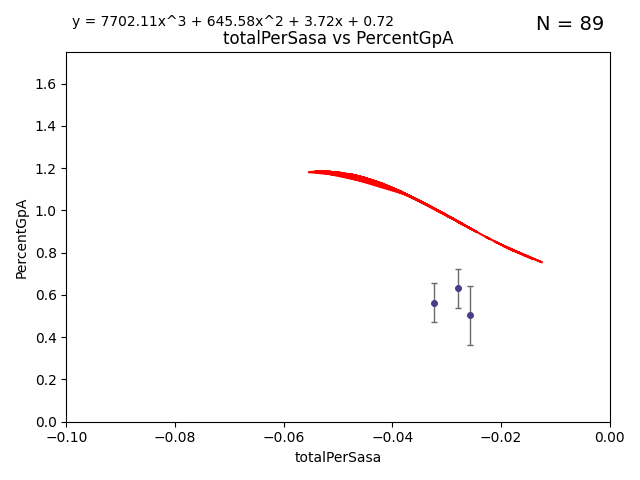 y = 7702.11x^3 + 645.58x^2 + 3.72x + 0.72
N = 89
totalPerSasa vs PercentGpA
1.6
1.4
1.2
1.0
0.8
0.6
0.4
0.2
0.0
PercentGpA
−0.10 −0.08 −0.06 −0.04 −0.02 0.00
totalPerSasa